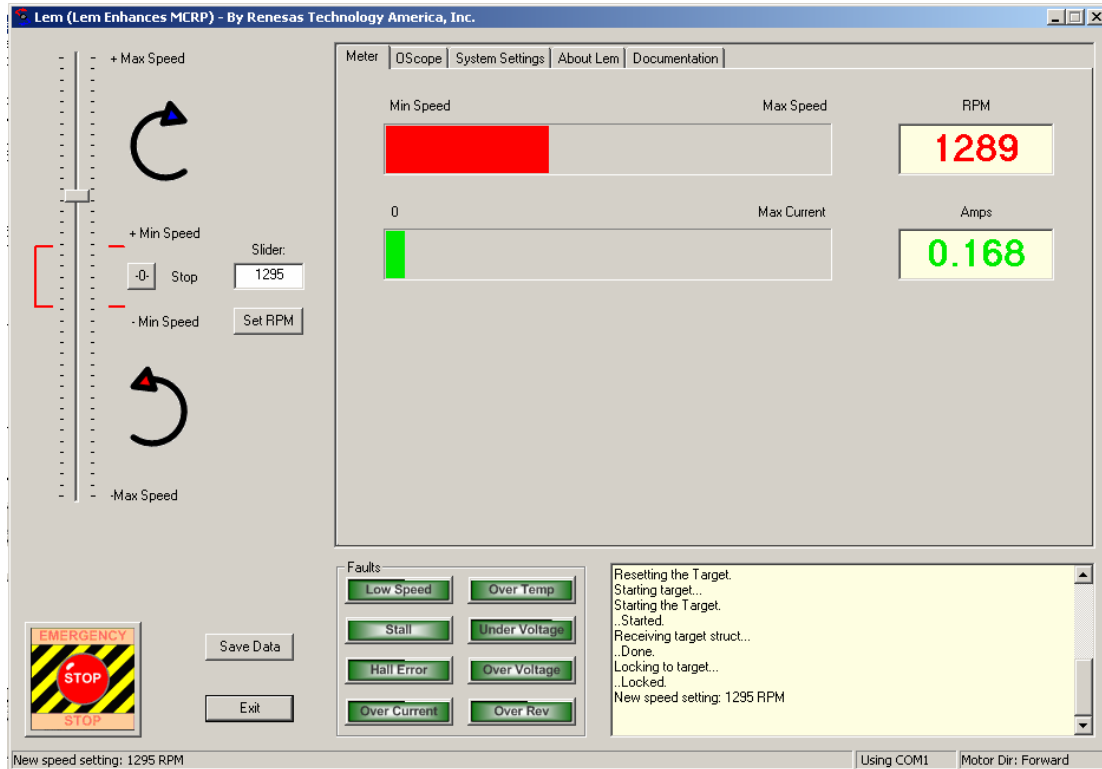 Lem (Lem Enhances MCRP) - By Renesas Technology America, Inc.
+ Max Speed
+ Min Speed
Slider:
-0-
Stop
1295
- Min Speed
Set RPM
-Max Speed
Meter
OScope
System Settings
About Lem
Documentation
Min Speed
Max Speed
RPM
1289
0
Max Current
Amps
0.168
EMERGENCY
STOP
STOP
Save Data
Exit
Faults
Low Speed
Over Temp
Stall
Under Voltage
Hall Error
Over Voltage
Over Current
Over Rev
Resetting the Target.
Starting target...
Starting the Target.
..Started.
Receiving target struct...
..Done.
Locking to target...
..Locked.
New speed setting: 1295 RPM
New speed setting: 1295 RPM
Using COM1
Motor Dir: Forward